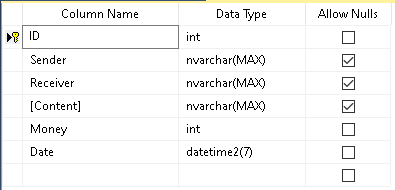 Column Name Data Type Allow Nulls
ID int
Sender nvarchar(MAX)
Receiver nvarchar(MAX)
[Content] nvarchar(MAX)
Money int
Date datetime2(7)